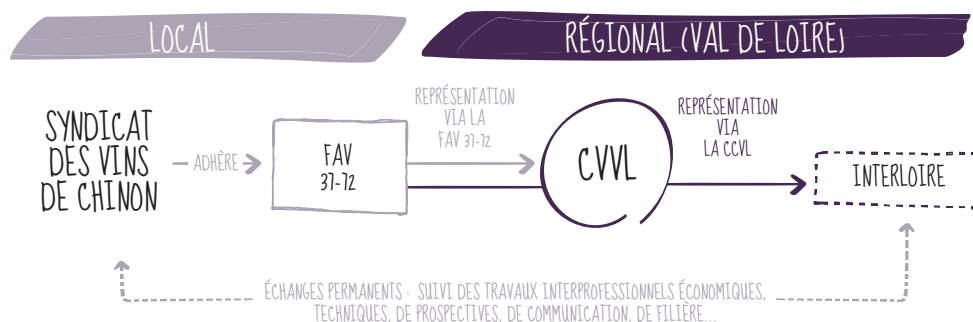 LOCAL
RÉGIONAL (VAL DE LOIRE)
SYNDICAT
DES VINS
DE CHINON
ADHÈRE
FAV
37-72
REPRÉSENTATION
VIA LA
FAV 37-72
CVVL
REPRÉSENTATION
VIA
LA CCVL
INTERLOIRE
ÉCHANGES PERMANENTS : SUIVI DES TRAVAUX INTERPROFESSIONNELS ÉCONOMIQUES,
TECHNIQUES, DE PROSPECTIVES, DE COMMUNICATION, DE FILIÈRE...